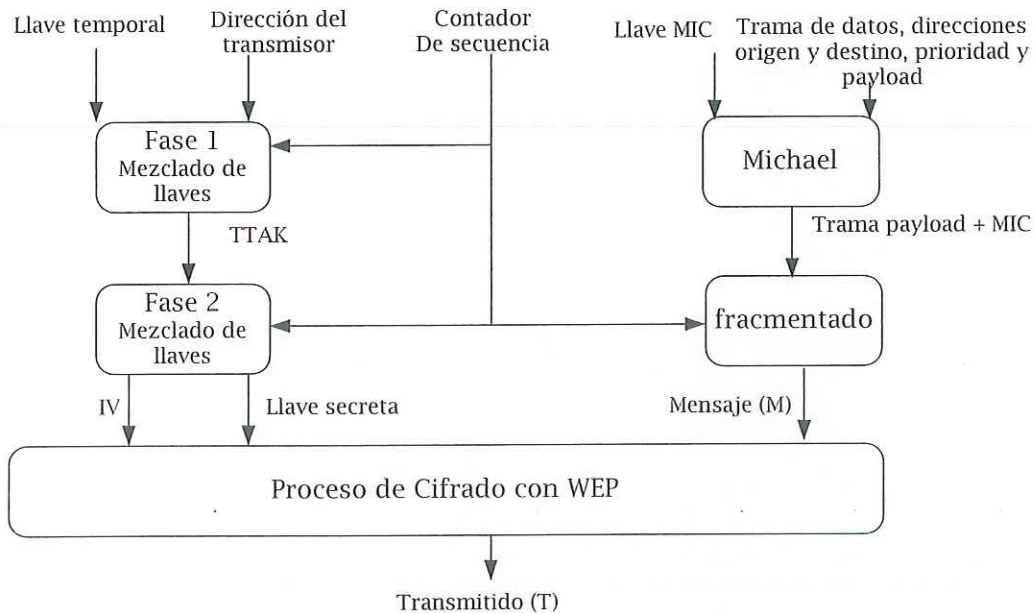 Llave temporal
Dirección del
transmisor
Contador
De secuencia
Llave MIC
Trama de datos, direcciones
origen y destino, prioridad y
payload
Fase 1
Mezclado de
llaves
Michael
TTAK
Trama payload + MIC
Fase 2
Mezclado de
llaves
fracmentado
IV
Llave secreta
Mensaje (M)
Proceso de Cifrado con WEP
Transmitido (T)